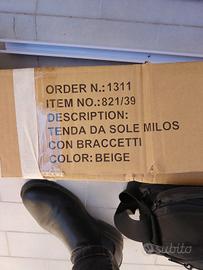 ORDER N.:1311
ITEM NO.:821/39
DESCRIPTION:
TENDA DA SOLE MILOS
CON BRACCETTI
COLOR:BEIGE
subito